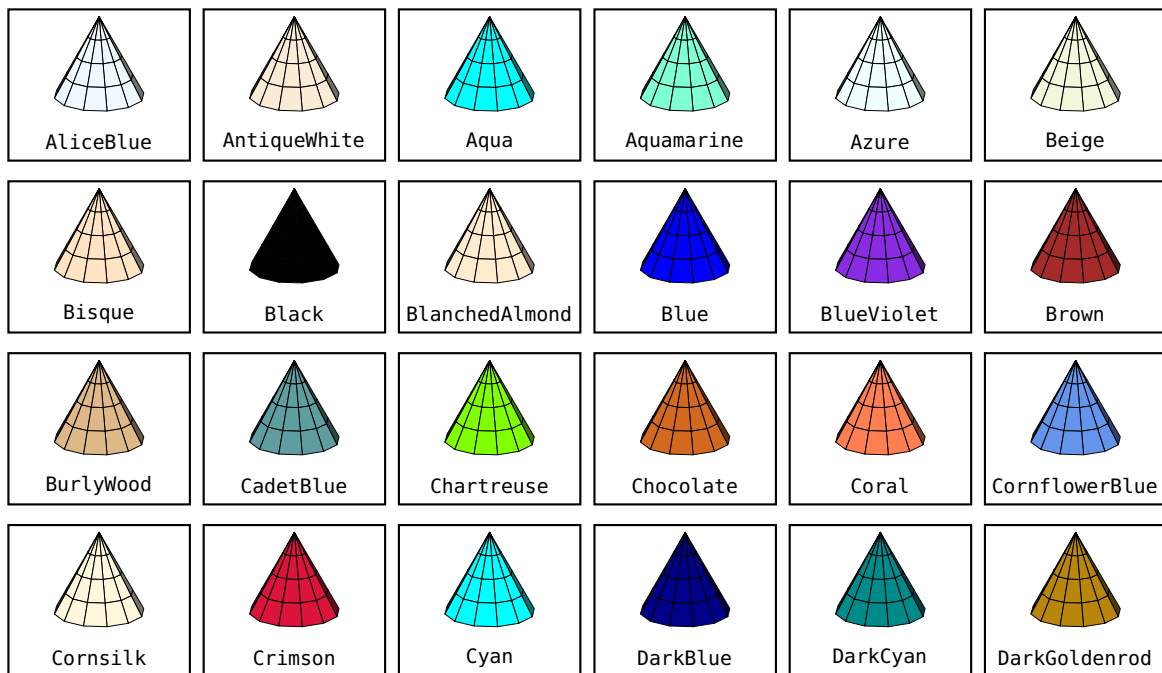 AliceBlue
AntiqueWhite
Aqua
Aquamarine
Azure
Beige
Bisque
Black
BlanchedAlmond
Blue
BlueViolet
Brown
BurlyWood
CadetBlue
Chartreuse
Chocolate
Coral
CornflowerBlue
Cornsilk
Crimson
Cyan
DarkBlue
DarkCyan
DarkGoldenrod